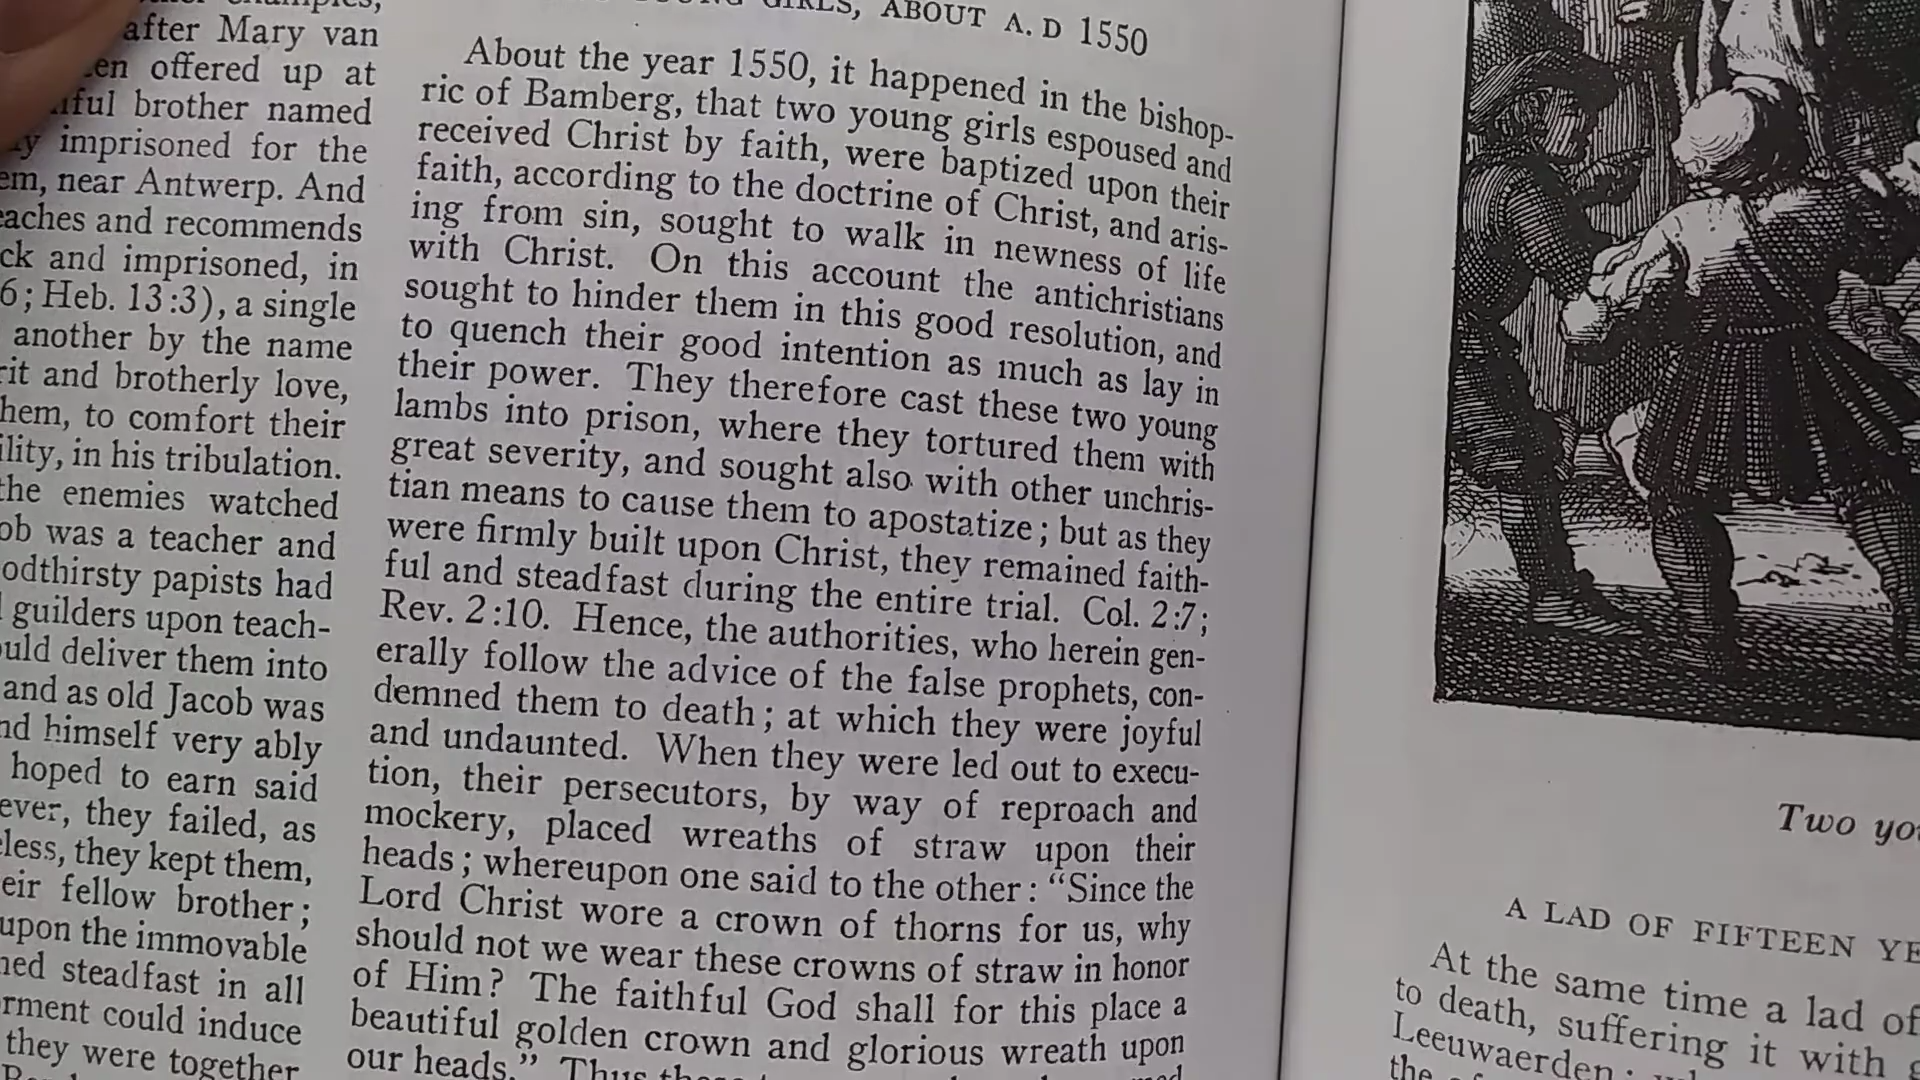 after Mary van
offered up at
brother named
imprisoned for the
near Antwerp. And
and recommends
and imprisoned, in
Heb. 13:3), a single
another by the name
and brotherly love,
to comfort their
in his tribulation.
the enemies watched
was a teacher and
papists had
guilders upon teach-
deliver them into
and as old Jacob was
himself very ably
hoped to earn said
they failed, as
they kept them,
fellow brother;
upon the immovable
steadfast in all
could induce
they were together
GIRLS, ABOUT A. D 1550
About the year 1550, it happened in the bishop-
ric of Bamberg, that two young girls espoused and
received Christ by faith, were baptized upon their
faith, according to the doctrine of Christ, and aris-
ing from sin, sought to walk in newness of life
with Christ. On this account the antichristians
sought to hinder them in this good resolution, and
to quench their good intention as much as lay in
their power. They therefore cast these two young
lambs into prison, where they tortured them with
great severity, and sought also with other unchris-
tian means to cause them to apostatize; but as they
were firmly built upon Christ, they remained faith-
ful and steadfast during the entire trial. Col. 2:7;
Rev. 2:10. Hence, the authorities, who herein gen-
erally follow the advice of the false prophets, con-
demned them to death; at which they were joyful
and undaunted. When they were led out to execu-
tion, their persecutors, by way of reproach and
mockery, placed wreaths of straw upon their
heads; whereupon one said to the other: "Since the
Lord Christ wore a crown of thorns for us, why
should not we wear these crowns of straw in honor
of Him? The faithful God shall for this place a
beautiful golden crown and glorious wreath upon
our heads." Thus
Two
A LAD OF FIFTEEN
At the same time a lad of
to death, suffering it with
Leeuwaerden;
the